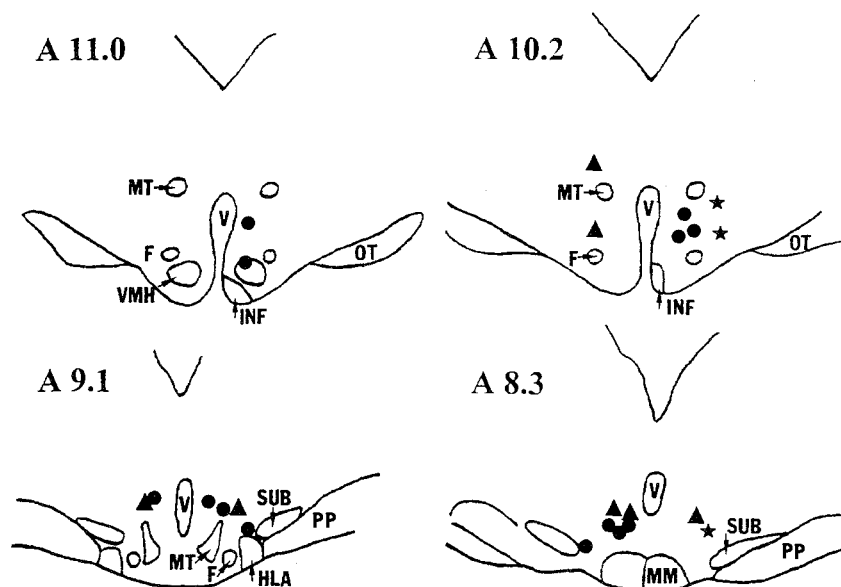 A 11.0
A 10.2
MT
V
F
VMH
INF
OT
MT
V
F
INF
OT
A 9.1
A 8.3
V
SUB
PP
MT
F
HLA
V
SUB
PP
MM